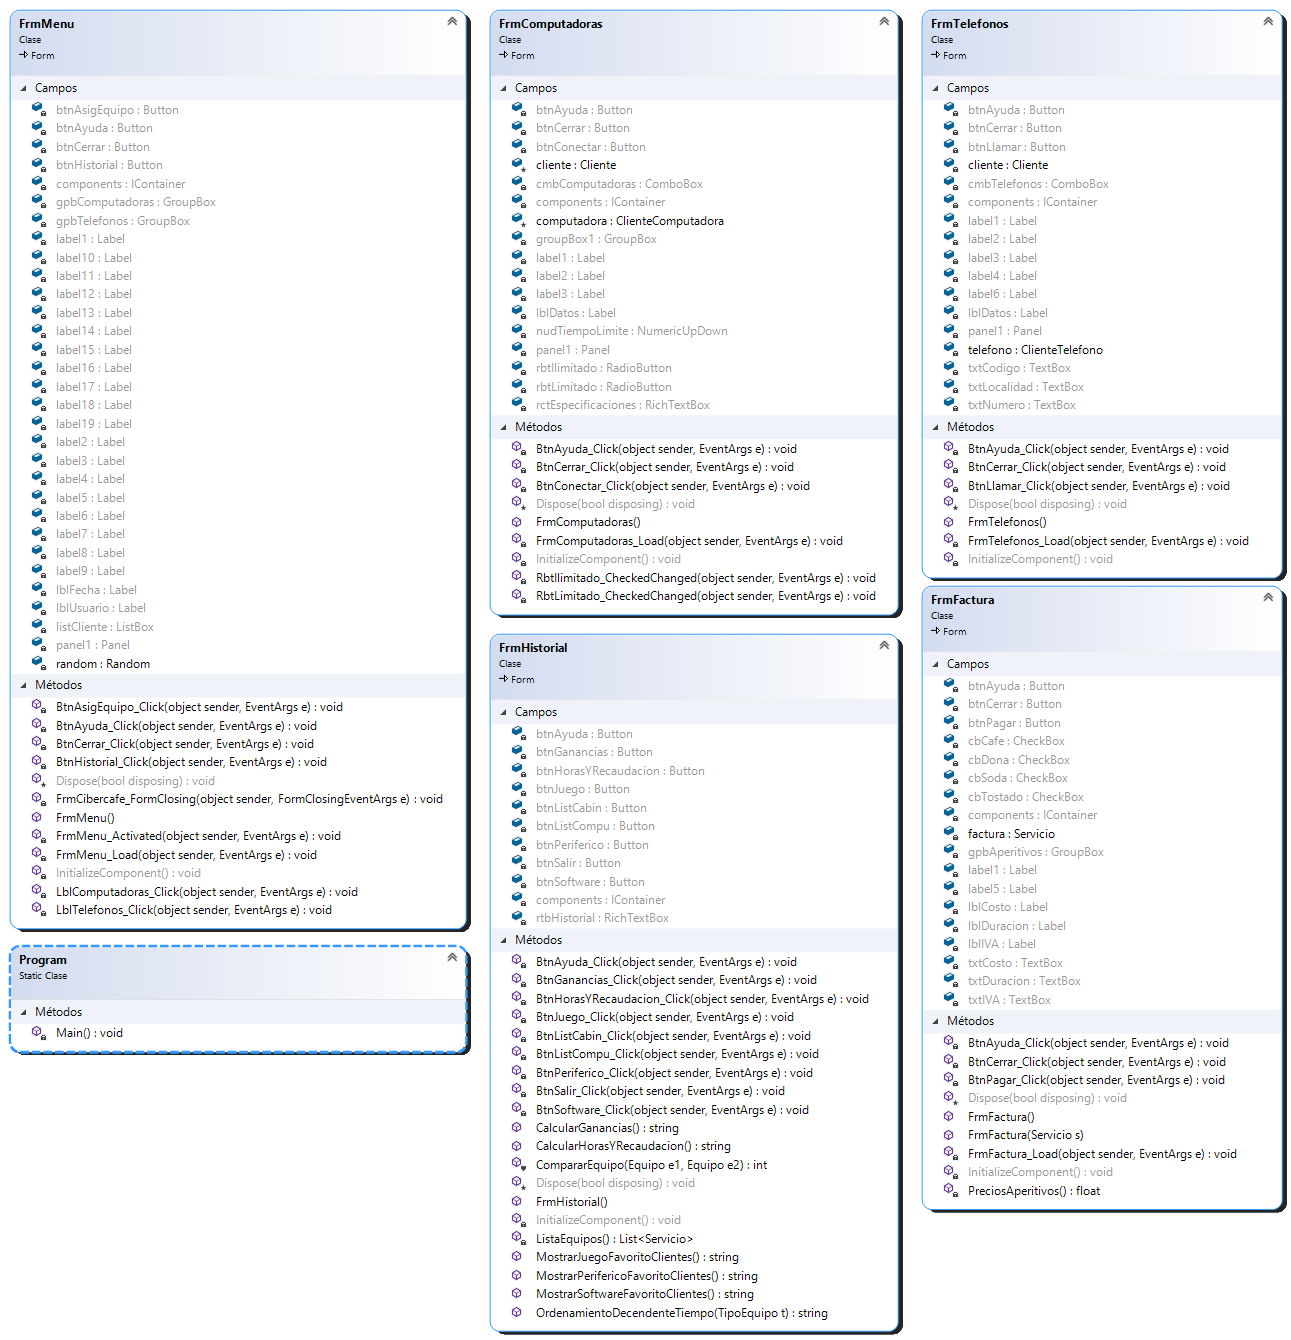 FrmMenu
Clase
Form
Campos
btnAsigEquipo : Button
btnAyuda : Button
btnCerrar : Button
btnHistorial : Button
components : IContainer
gpbComputadoras : GroupBox
gpbTelefonos : GroupBox
label1 : Label
label10 : Label
label11 : Label
label12 : Label
label13 : Label
label14 : Label
label15 : Label
label16 : Label
label17 : Label
label18 : Label
label19 : Label
label2 : Label
label3 : Label
label4 : Label
label5 : Label
label6 : Label
label7 : Label
label8 : Label
label9 : Label
lblFecha : Label
lblUsuario : Label
listCliente : ListBox
panel1 : Panel
random : Random
Métodos
BtnAsigEquipo_Click(object sender, EventArgs e) : void
BtnAyuda_Click(object sender, EventArgs e) : void
BtnCerrar_Click(object sender, EventArgs e) : void
BtnHistorial_Click(object sender, EventArgs e) : void
Dispose(bool disposing) : void
FrmCibercafe_FormClosing(object sender, FormClosingEventArgs e) : void
FrmMenu()
FrmMenu_Activated(object sender, EventArgs e) : void
FrmMenu_Load(object sender, EventArgs e) : void
InitializeComponent() : void
LblComputadoras_Click(object sender, EventArgs e) : void
LblTelefonos_Click(object sender, EventArgs e) : void
Program
Static Clase
Métodos
Main() : void
FrmComputadoras
Clase
Form
Campos
btnAyuda : Button
btnCerrar : Button
btnConectar : Button
cliente : Cliente
cmbComputadoras : ComboBox
components : IContainer
computadora : ClienteComputadora
groupBox1 : GroupBox
label1 : Label
label2 : Label
label3 : Label
lblDatos : Label
nudTiempoLimite : NumericUpDown
panel1 : Panel
rbtIlimitado : RadioButton
rbtLimitado : RadioButton
rctEspecificaciones : RichTextBox
Métodos
BtnAyuda_Click(object sender, EventArgs e) : void
BtnCerrar_Click(object sender, EventArgs e) : void
BtnConectar_Click(object sender, EventArgs e) : void
Dispose(bool disposing) : void
FrmComputadoras()
FrmComputadoras_Load(object sender, EventArgs e) : void
InitializeComponent() : void
RbtIlimitado_CheckedChanged(object sender, EventArgs e) : void
RbtLimitado_CheckedChanged(object sender, EventArgs e) : void
FrmHistorial
Clase
Form
Campos
btnAyuda : Button
btnGanancias : Button
btnHorasYRecaudacion : Button
btnJuego : Button
btnListCabin : Button
btnListCompu : Button
btnPeriferico : Button
btnSalir : Button
btnSoftware : Button
components : IContainer
rtbHistorial : RichTextBox
Métodos
BtnAyuda_Click(object sender, EventArgs e) : void
BtnGanancias_Click(object sender, EventArgs e) : void
BtnHorasYRecaudacion_Click(object sender, EventArgs e) : void
BtnJuego_Click(object sender, EventArgs e) : void
BtnListCabin_Click(object sender, EventArgs e) : void
BtnListCompu_Click(object sender, EventArgs e) : void
BtnPeriferico_Click(object sender, EventArgs e) : void
BtnSalir_Click(object sender, EventArgs e) : void
BtnSoftware_Click(object sender, EventArgs e) : void
CalcularGanancias() : string
CalcularHorasYRecaudacion() : string
CompararEquipo(Equipo e1, Equipo e2) : int
Dispose(bool disposing) : void
FrmHistorial()
InitializeComponent() : void
ListaEquipos() : List<Servicio>
MostrarJuegoFavoritoClientes() : string
MostrarPerifericoFavoritoClientes() : string
MostrarSoftwareFavoritoClientes() : string
OrdenamientoDecendenteTiempo(TipoEquipo t) : string
FrmTelefonos
Clase
Form
Campos
btnAyuda : Button
btnCerrar : Button
btnLlamar : Button
cliente : Cliente
cmbTelefonos : ComboBox
components : IContainer
label1 : Label
label2 : Label
label3 : Label
label4 : Label
label6 : Label
lblDatos : Label
panel1 : Panel
telefono : ClienteTelefono
txtCodigo : TextBox
txtLocalidad : TextBox
txtNumero : TextBox
Métodos
BtnAyuda_Click(object sender, EventArgs e) : void
BtnCerrar_Click(object sender, EventArgs e) : void
BtnLlamar_Click(object sender, EventArgs e) : void
Dispose(bool disposing) : void
FrmTelefonos()
FrmTelefonos_Load(object sender, EventArgs e) : void
InitializeComponent() : void
FrmFactura
Clase
Form
Campos
btnAyuda : Button
btnCerrar : Button
btnPagar : Button
cbCafe : CheckBox
cbDona : CheckBox
cbSoda : CheckBox
cbTostado : CheckBox
components : IContainer
factura : Servicio
gpbAperitivos : GroupBox
label1 : Label
label5 : Label
lblCosto : Label
lblDuracion : Label
lblIVA : Label
txtCosto : TextBox
txtDuracion : TextBox
txtIVA : TextBox
Métodos
BtnAyuda_Click(object sender, EventArgs e) : void
BtnCerrar_Click(object sender, EventArgs e) : void
BtnPagar_Click(object sender, EventArgs e) : void
Dispose(bool disposing) : void
FrmFactura()
FrmFactura(Servicio s)
FrmFactura_Load(object sender, EventArgs e) : void
InitializeComponent() : void
PreciosAperitivos() : float